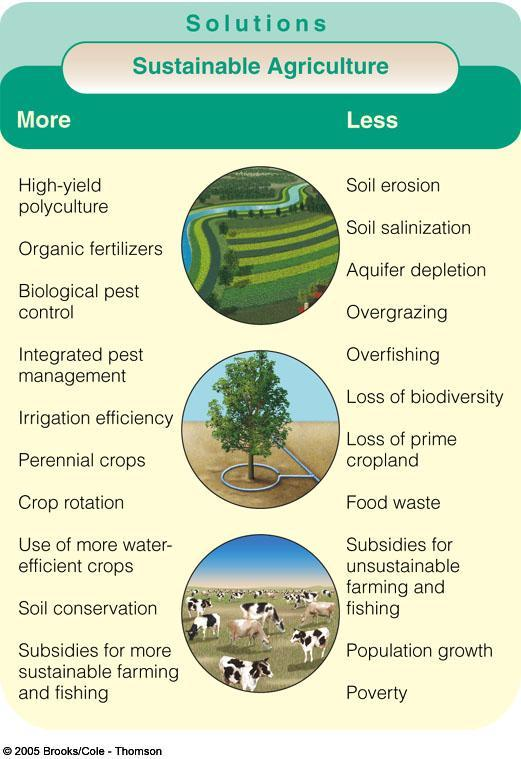 Solutions
Sustainable Agriculture
More
Less
High-yield
polyculture
Organic fertilizers
Biological pest
control
Integrated pest
management
Irrigation efficiency
Perennial crops
Crop rotation
Use of more water-
efficient crops
Soil conservation
Subsidies for more
sustainable farming
and fishing
Soil erosion
Soil salinization
Aquifer depletion
Overgrazing
Overfishing
Loss of biodiversity
Loss of prime
cropland
Food waste
Subsidies for
unsustainable
farming and
fishing
Population growth
Poverty
© 2005 Brooks/Cole - Thomson